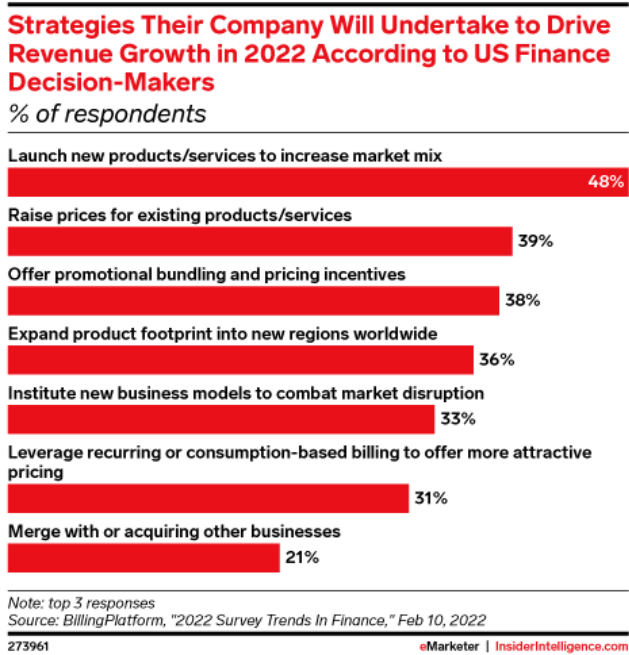 Strategies Their Company Will Undertake to Drive
Revenue Growth in 2022 According to US Finance
Decision-Makers
% of respondents
Launch new products/services to increase market mix
48%
Raise prices for existing products/services
39%
Offer promotional bundling and pricing incentives
38%
Expand product footprint into new regions worldwide
36%
Institute new business models to combat market disruption
33%
Leverage recurring or consumption-based billing to offer more attractive
pricing
31%
Merge with or acquiring other businesses
21%
Note: top 3 responses
Source: BillingPlatform, "2022 Survey Trends In Finance," Feb 10, 2022
273961
eMarketer | InsiderIntelligence.com